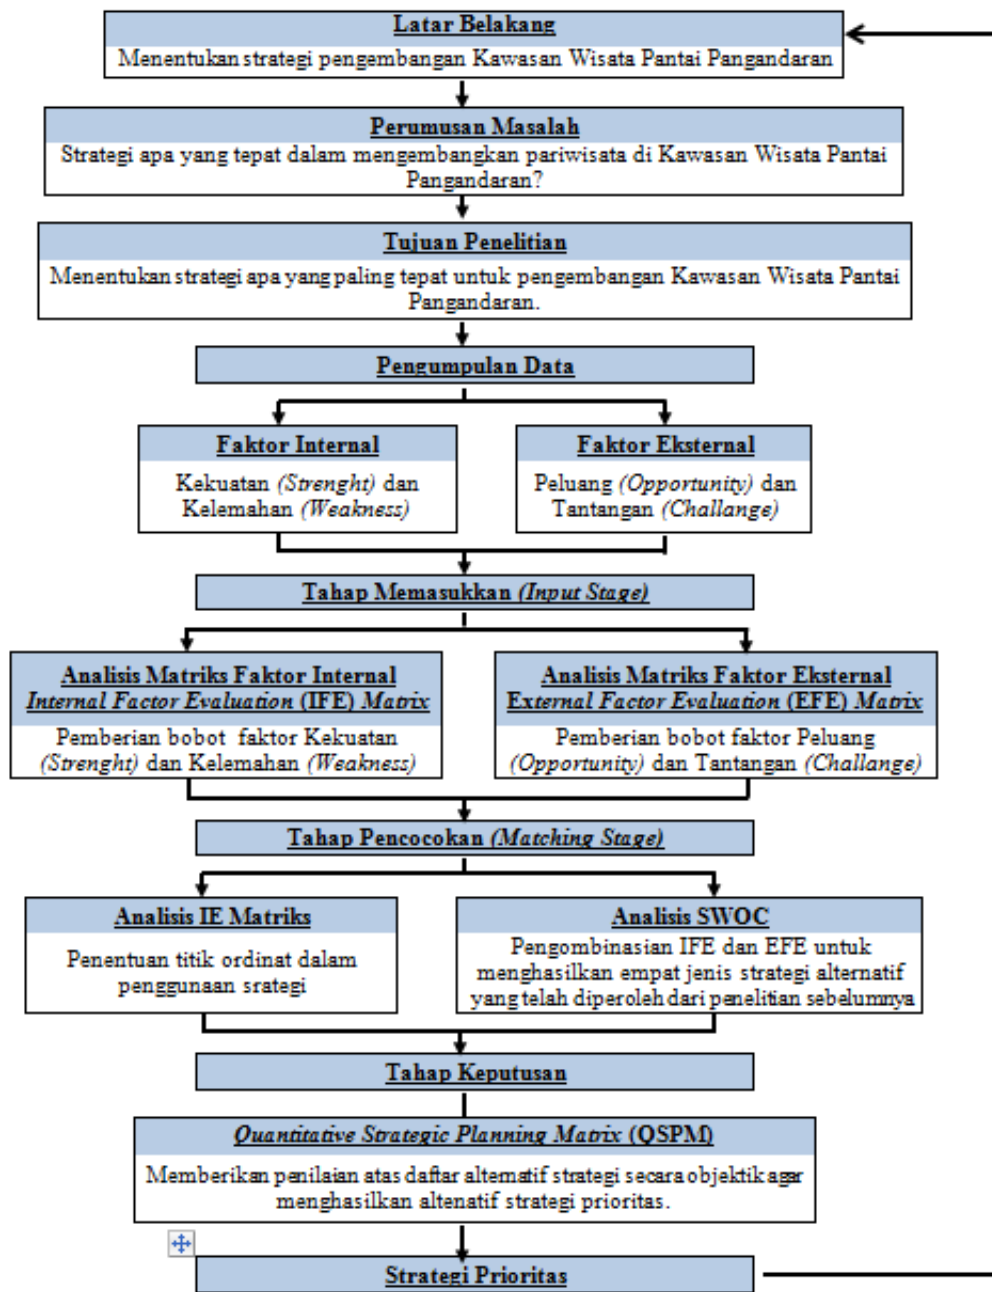 Latar Belakang
Menentukan strategi pengembangan Kawasan Wisata Pantai Pangandaran
Perumusan Masalah
Strategi apa yang tepat dalam mengembangkan pariwisata di Kawasan Wisata Pantai
Pangandaran?
Tujuan Penelitian
Menentukan strategi apa yang paling tepat untuk pengembangan Kawasan Wisata Pantai
Pangandaran.
Pengumpulan Data
Faktor Internal
Kekuatan (Strenght) dan
Kelemahan (Weakness)
Faktor Eksternal
Peluang (Opportunity) dan
Tantangan (Challange)
Tahap Memasukkan (Input Stage)
Analisis Matriks Faktor Internal
Internal Factor Evaluation (IFE) Matrix
Pemberian bobot faktor Kekuatan
(Strenght) dan Kelemahan (Weakness)
Analisis Matriks Faktor Eksternal
External Factor Evaluation (EFE) Matrix
Pemberian bobot faktor Peluang
(Opportunity) dan Tantangan (Challange)
Tahap Pencocokan (Matching Stage)
Analisis IE Matriks
Penentuan titik ordinat dalam
penggunaan srategi
Analisis SWOC
Pengombinasian IFE dan EFE untuk
menghasilkan empat jenis strategi alternatif
yang telah diperoleh dari penelitian sebelumnya
Tahap Keputusan
Quantitative Strategic Planning Matrix (QSPM)
Memberikan penilaian atas daftar alternatif strategi secara objektik agar
menghasilkan altenatif strategi prioritas.
Strategi Prioritas